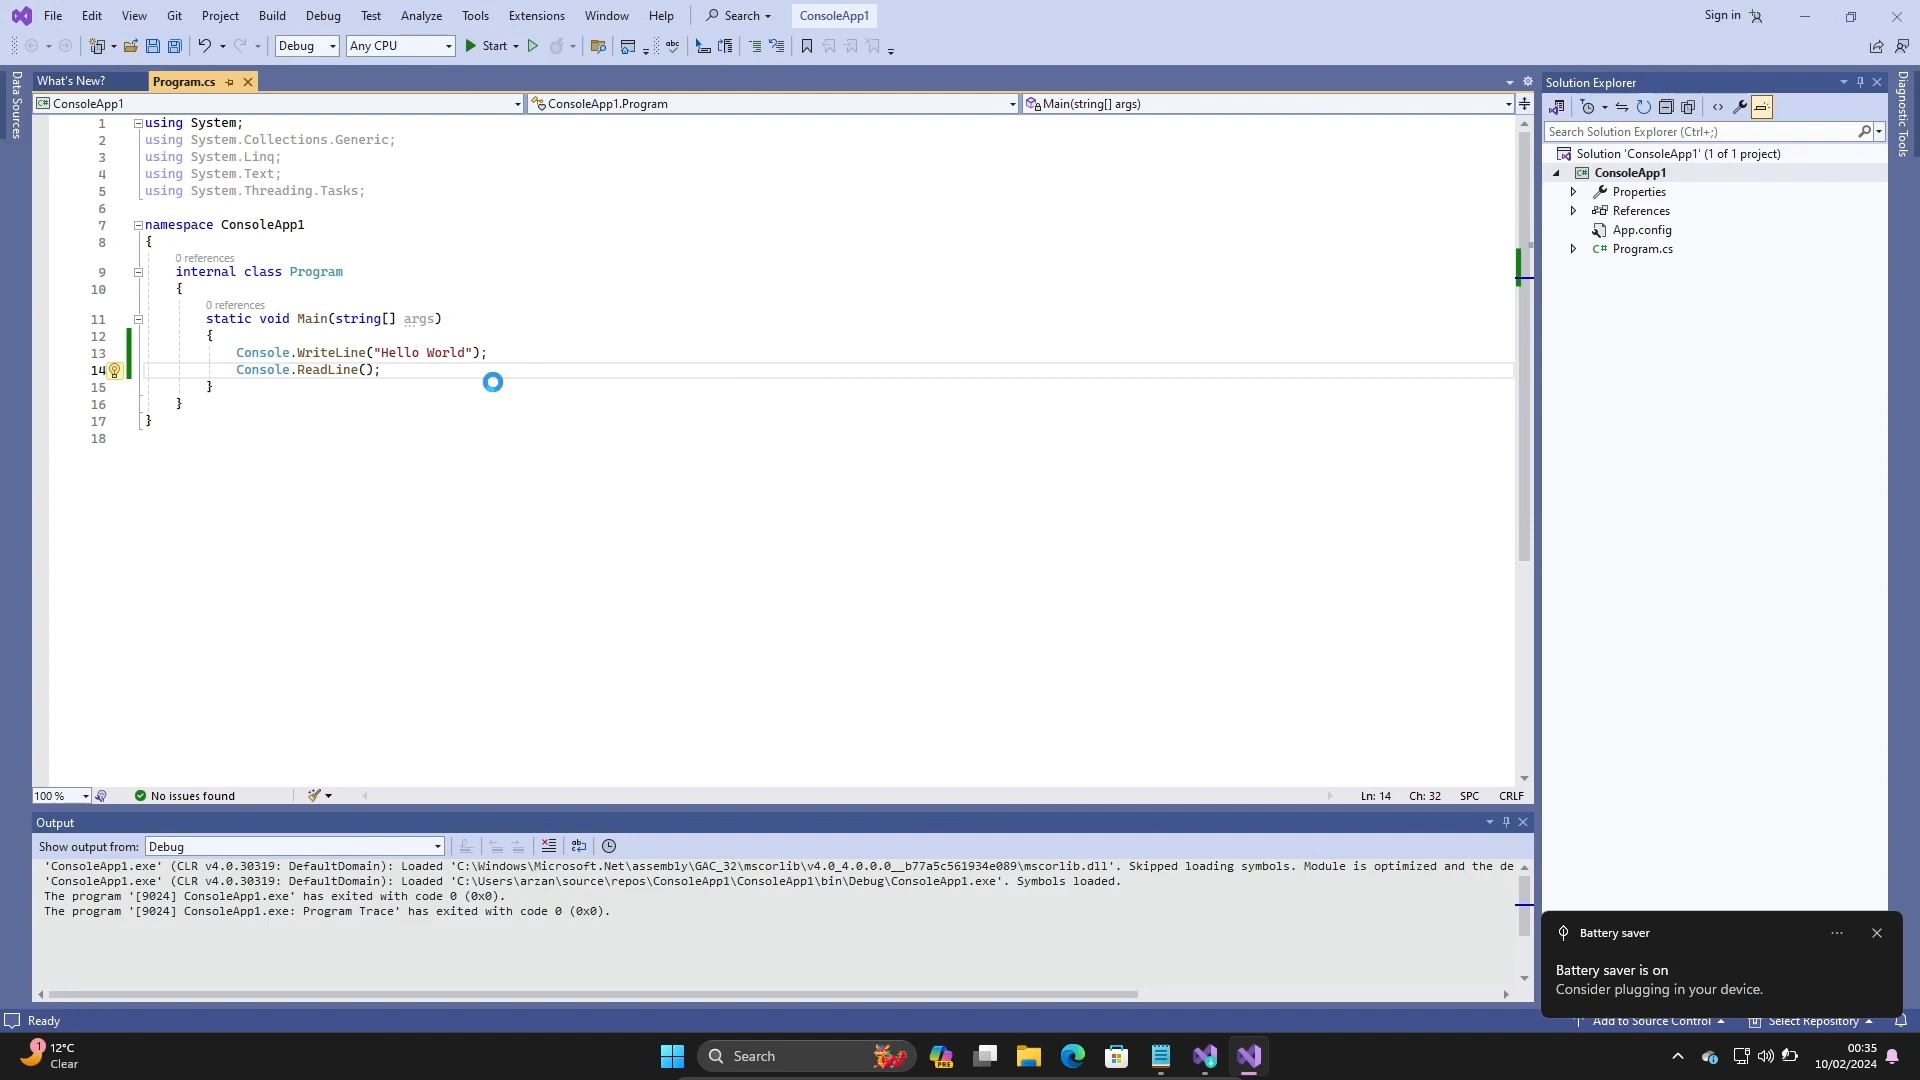 File Edit View Git Project Build Debug Test Analyze Tools Extensions Window Help Search ConsoleApp1 Sign in
Debug Any CPU Start
Data Sources
What's New? Program.cs
ConsoleApp1 ConsoleApp1.Program Main(string[] args)
1 using System;
2 using System.Collections.Generic;
3 using System.Linq;
4 using System.Text;
5 using System.Threading.Tasks;
6
7 namespace ConsoleApp1
8 {
0 references
9 internal class Program
10 {
0 references
11 static void Main(string[] args)
12 {
13 Console.WriteLine("Hello World");
14 Console.ReadLine();
15 }
16 }
17 }
18
100 % No issues found Ln: 14 Ch: 32 SPC CRLF
Output
Show output from: Debug
'ConsoleApp1.exe' (CLR v4.0.30319: DefaultDomain): Loaded 'C:\Windows\Microsoft.Net\assembly\GAC_32\mscorlib\v4.0_4.0.0.0__b77a5c561934e089\mscorlib.dll'. Skipped loading symbols. Module is optimized and the de
'ConsoleApp1.exe' (CLR v4.0.30319: DefaultDomain): Loaded 'C:\Users\arzan\source\repos\ConsoleApp1\ConsoleApp1\bin\Debug\ConsoleApp1.exe'. Symbols loaded.
The program '[9024] ConsoleApp1.exe' has exited with code 0 (0x0).
The program '[9024] ConsoleApp1.exe: Program Trace' has exited with code 0 (0x0).
Solution Explorer
Search Solution Explorer (Ctrl+;)
Solution 'ConsoleApp1' (1 of 1 project)
ConsoleApp1
Properties
References
App.config
Program.cs
Diagnostic Tools
Battery saver
Battery saver is on
Consider plugging in your device.
Ready Add to Source Control Select Repository
1 12°C
Clear
Search
PRE
00:35
10/02/2024